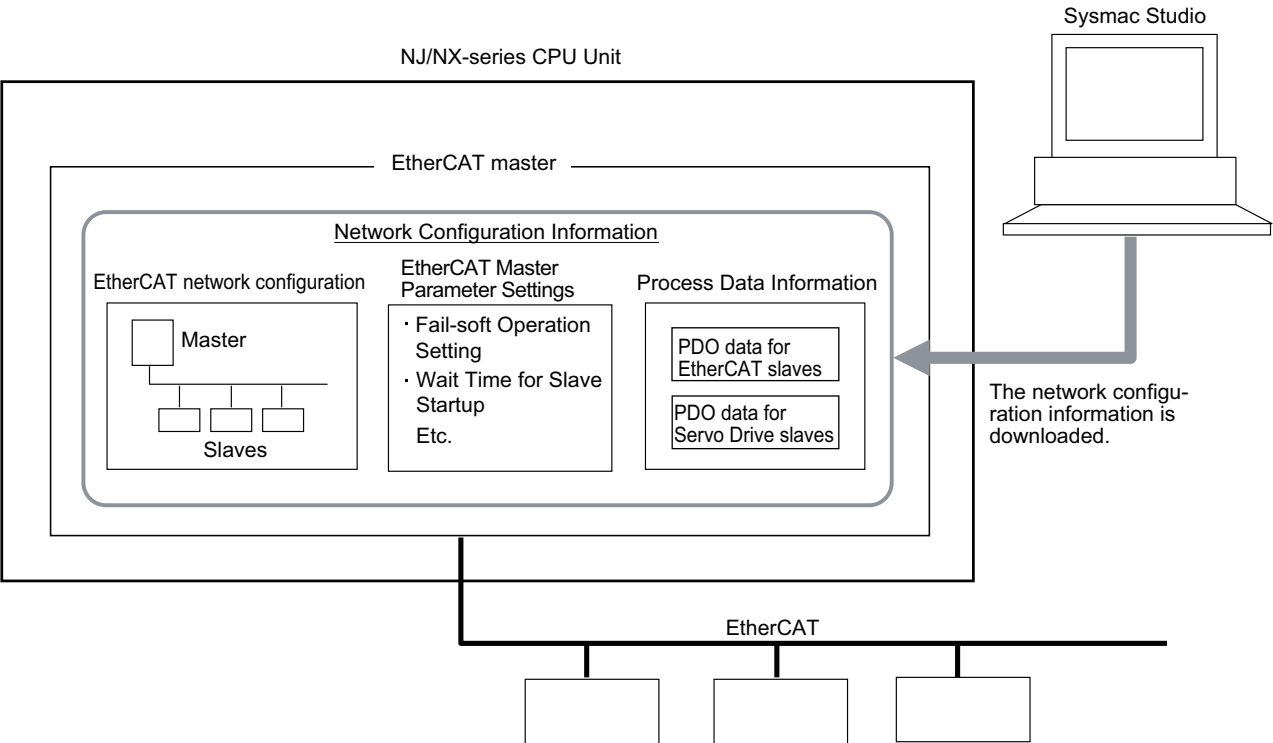 Sysmac Studio
NJ/NX-series CPU Unit
EtherCAT master
Network Configuration Information
EtherCAT network configuration
Master
Slaves
EtherCAT Master
Parameter Settings
· Fail-soft Operation
Setting
· Wait Time for Slave
Startup
Etc.
Process Data Information
PDO data for
EtherCAT slaves
PDO data for
Servo Drive slaves
The network configu-
ration information is
downloaded.
EtherCAT